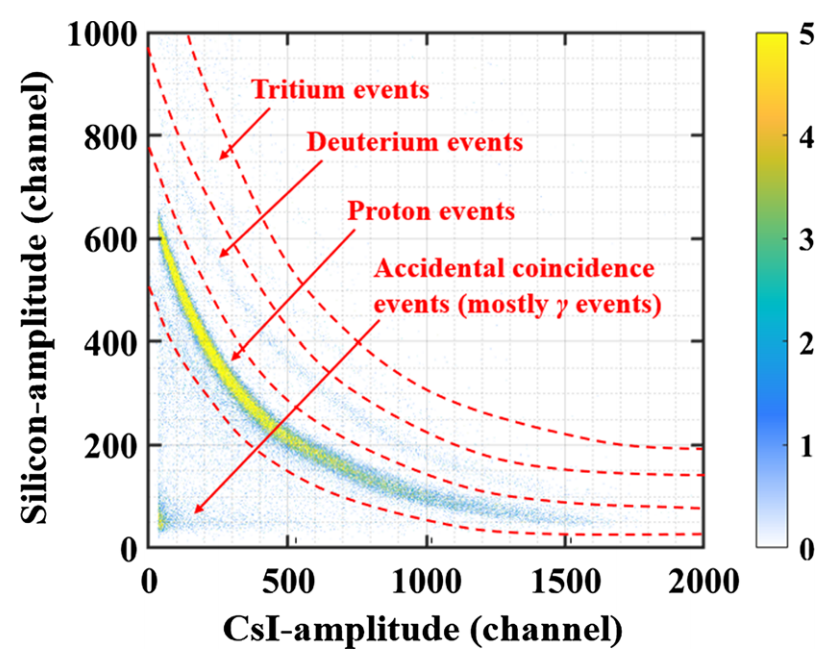 1000
800
600
400
200
0
Silicon-amplitude (channel)
Tritium events
Deuterium events
Proton events
Accidental coincidence
events (mostly γ events)
0 500 1000 1500 2000
CsI-amplitude (channel)
5
4
3
2
1
0